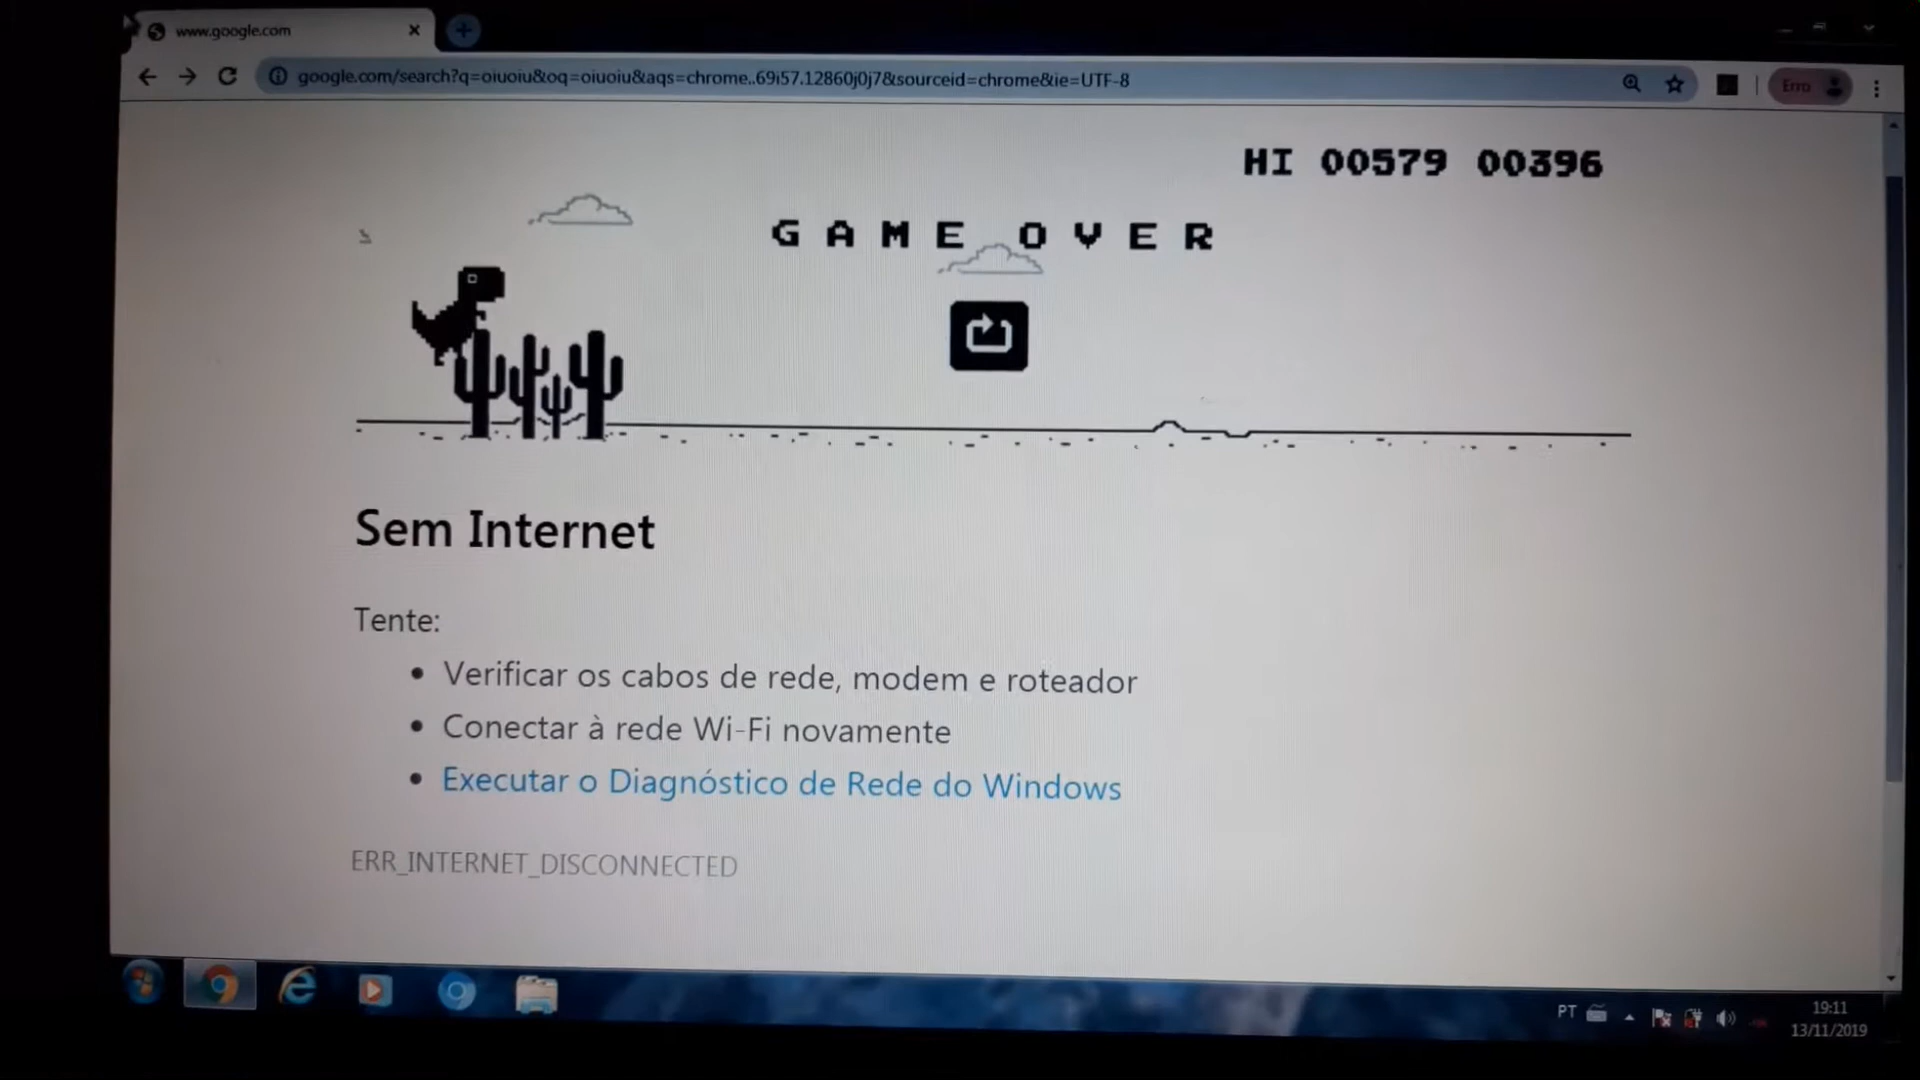 www.google.com
google.com/search?q=oiuoiu&oq=oiuoiu&aqs=chrome..69i57.12860j0j7&sourceid=chrome&ie=UTF-8
Erro
HI 00579 00396
GAME OVER
Sem Internet
Tente:
• Verificar os cabos de rede, modem e roteador
• Conectar à rede Wi-Fi novamente
• Executar o Diagnóstico de Rede do Windows
ERR_INTERNET_DISCONNECTED
PT
19:11
13/11/2019